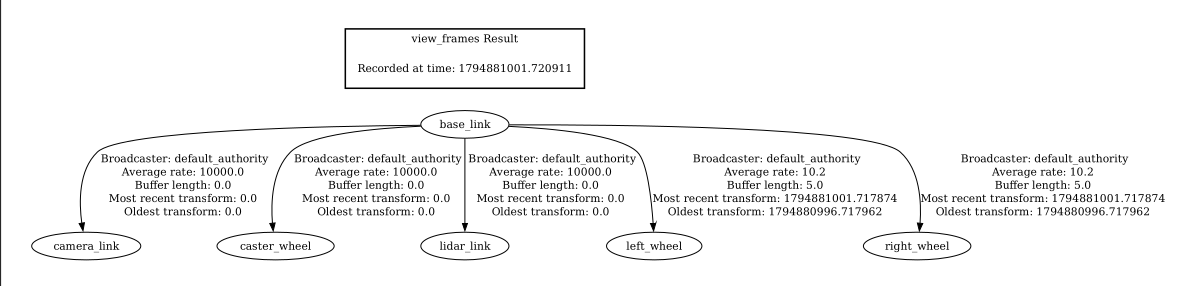 view_frames Result
Recorded at time: 1794881001.720911
base_link
Broadcaster: default_authority
Average rate: 10000.0
Buffer length: 0.0
Most recent transform: 0.0
Oldest transform: 0.0
Broadcaster: default_authority
Average rate: 10000.0
Buffer length: 0.0
Most recent transform: 0.0
Oldest transform: 0.0
Broadcaster: default_authority
Average rate: 10000.0
Buffer length: 0.0
Most recent transform: 0.0
Oldest transform: 0.0
Broadcaster: default_authority
Average rate: 10.2
Buffer length: 5.0
Most recent transform: 1794881001.717874
Oldest transform: 1794880996.717962
Broadcaster: default_authority
Average rate: 10.2
Buffer length: 5.0
Most recent transform: 1794881001.717874
Oldest transform: 1794880996.717962
camera_link
caster_wheel
lidar_link
left_wheel
right_wheel